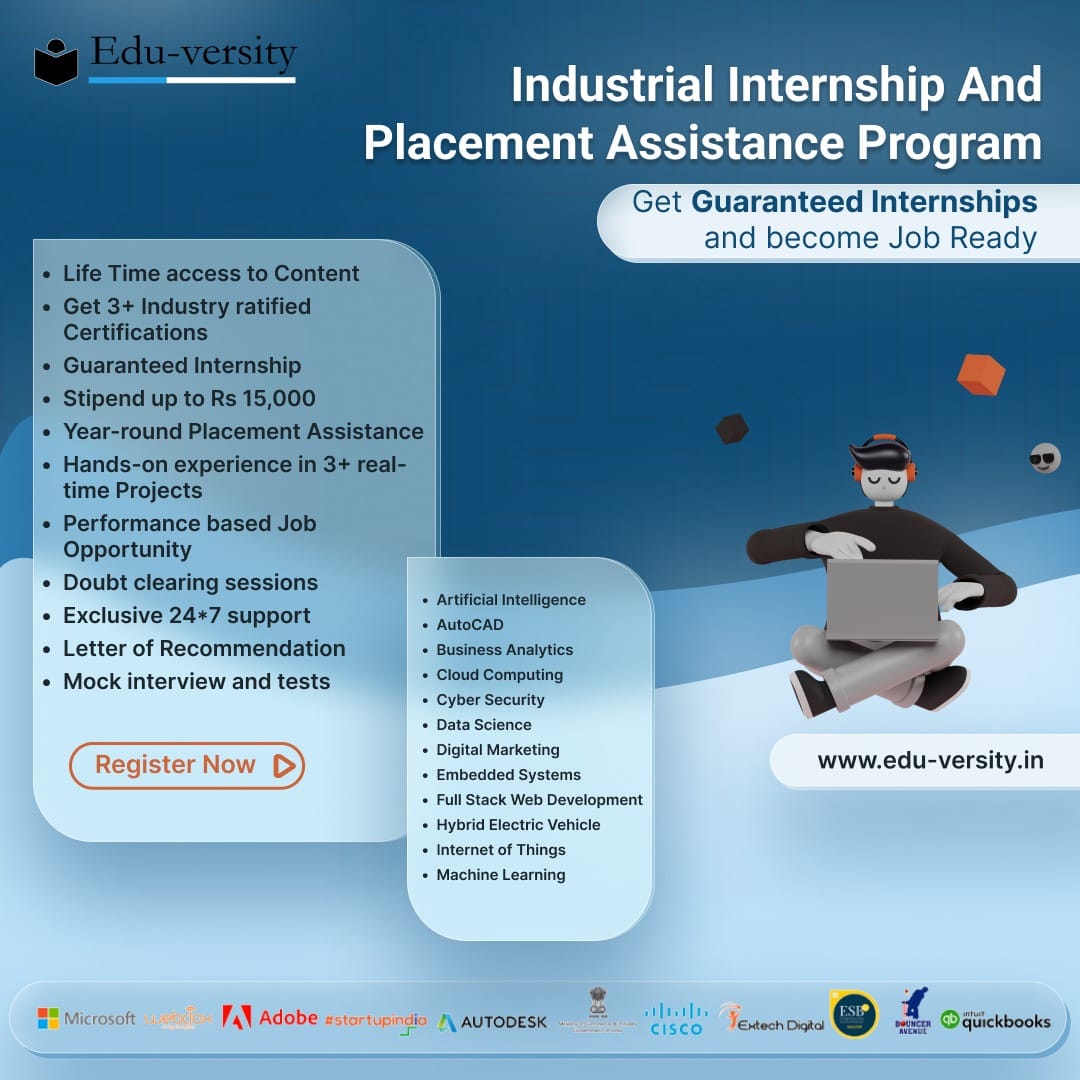 Edu-versity
Industrial Internship And
Placement Assistance Program
Get Guaranteed Internships
and become Job Ready
• Life Time access to Content
• Get 3+ Industry ratified
Certifications
• Guaranteed Internship
• Stipend up to Rs 15,000
• Year-round Placement Assistance
• Hands-on experience in 3+ real-
time Projects
• Performance based Job
Opportunity
• Doubt clearing sessions
• Exclusive 24*7 support
• Letter of Recommendation
• Mock interview and tests
Register Now
• Artificial Intelligence
• AutoCAD
• Business Analytics
• Cloud Computing
• Cyber Security
• Data Science
• Digital Marketing
• Embedded Systems
• Full Stack Web Development
• Hybrid Electric Vehicle
• Internet of Things
• Machine Learning
www.edu-versity.in
Microsoft
Adobe
#startupindia
AUTODESK
CISCO
Extech Digital
ESB
BOUNCER
AVENUE
intuit
quickbooks